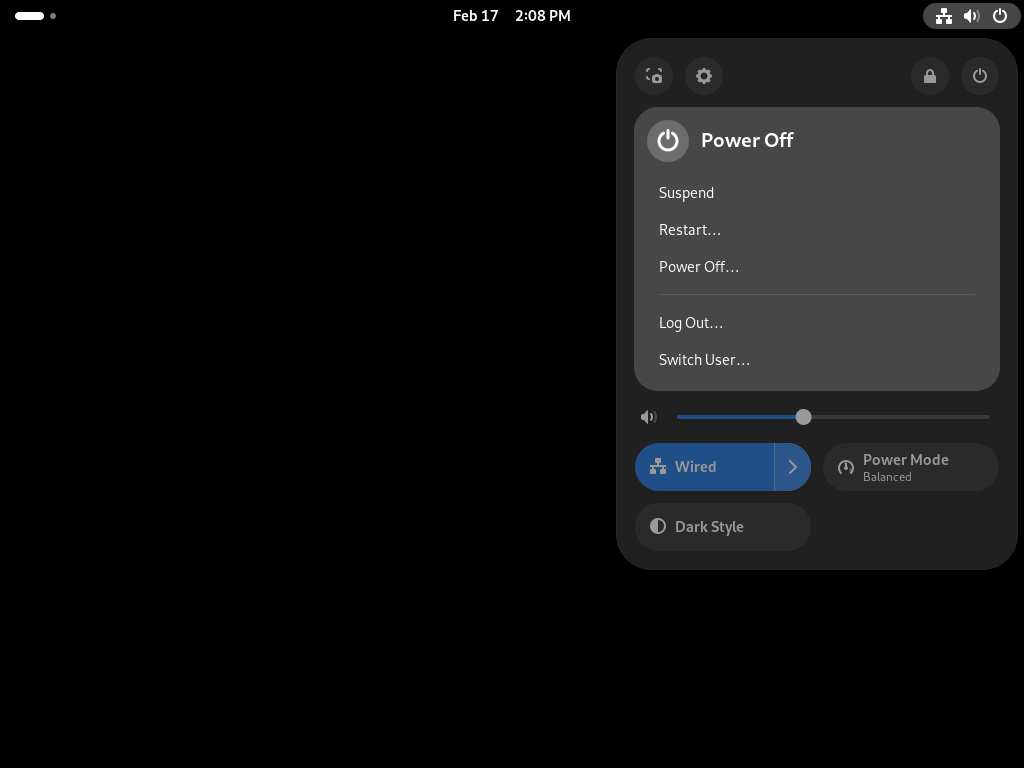 Feb 17 2:08 PM
Power Off
Suspend
Restart…
Power Off…
Log Out…
Switch User…
Wired
Power Mode
Balanced
Dark Style